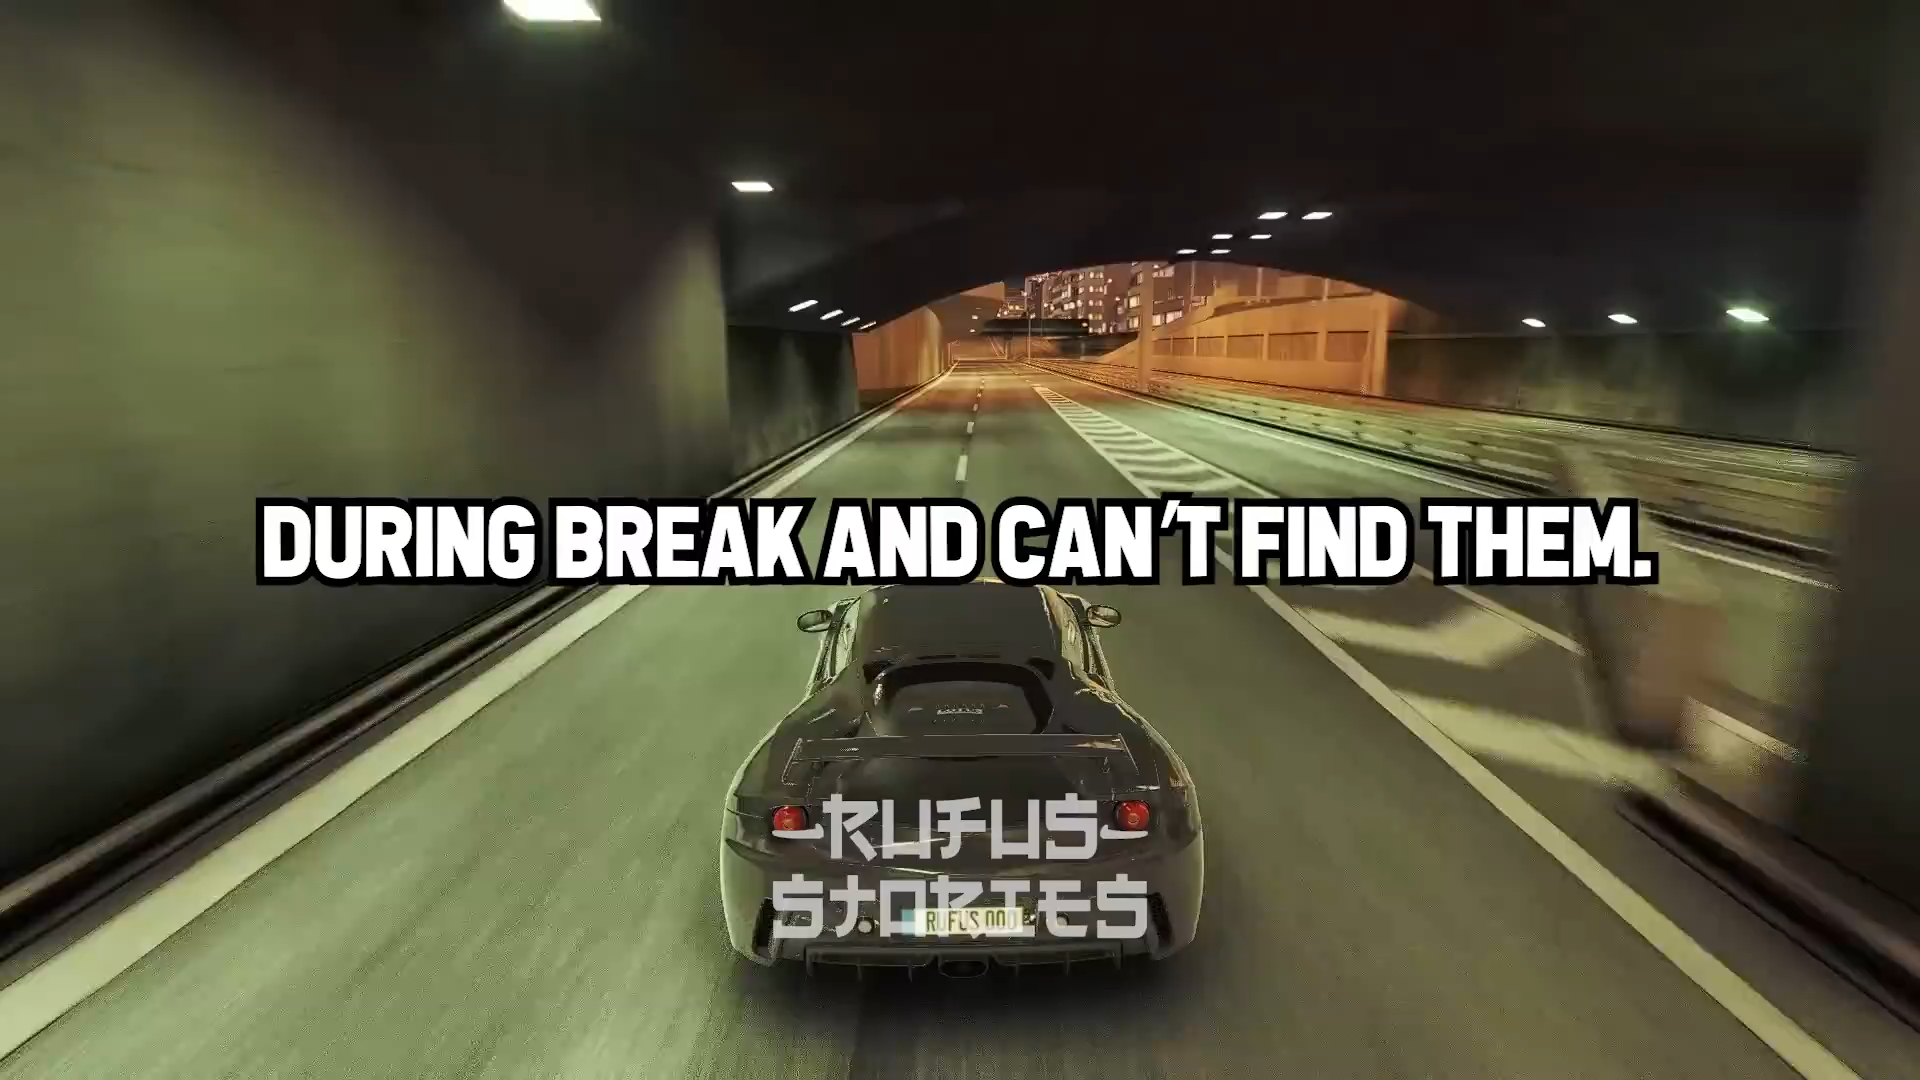 DURING BREAK AND CAN'T FIND THEM.
RUFUS
STORIES
RUFUS 000